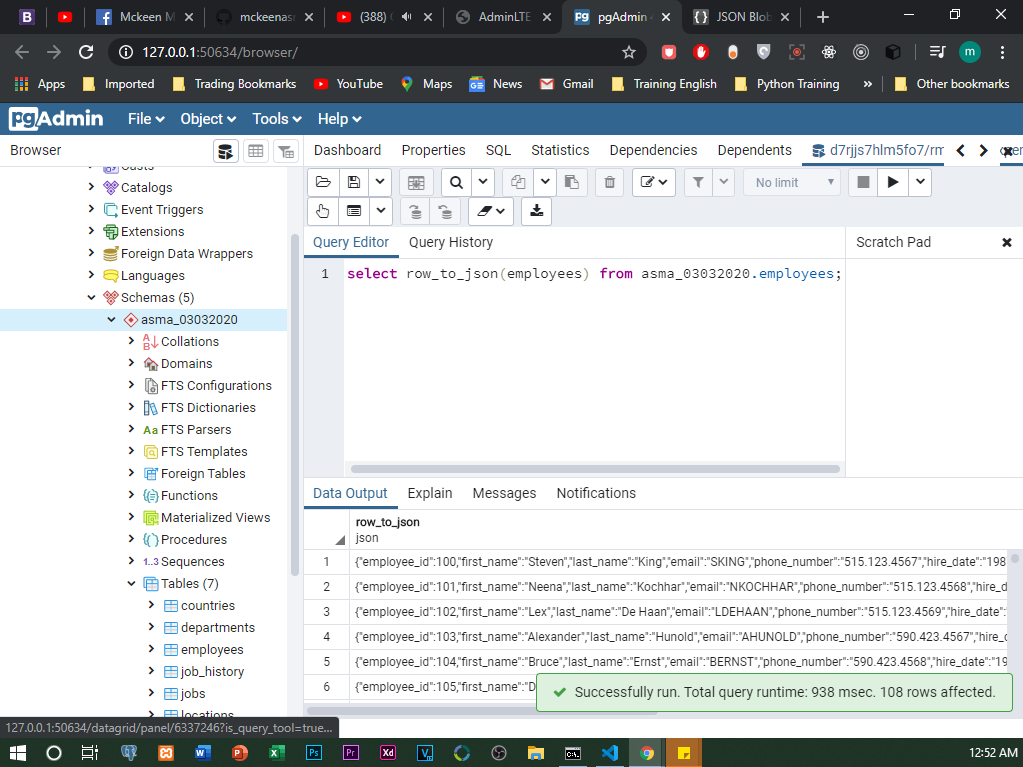 B
Mckeen M
mckeenasr
(388)
AdminLTE
pgAdmin 4
JSON Blob
127.0.0.1:50634/browser/
m
Apps
Imported
Trading Bookmarks
YouTube
Maps
News
Gmail
Training English
Python Training
»
Other bookmarks
pgAdmin
File
Object
Tools
Help
Browser
Dashboard
Properties
SQL
Statistics
Dependencies
Dependents
d7rjjs7hlm5fo7/rm
Casts
Catalogs
Event Triggers
Extensions
Foreign Data Wrappers
Languages
Schemas (5)
asma_03032020
Collations
Domains
FTS Configurations
FTS Dictionaries
Aa FTS Parsers
FTS Templates
Foreign Tables
Functions
Materialized Views
Procedures
1..3 Sequences
Tables (7)
countries
departments
employees
job_history
jobs
locations
No limit
Query Editor
Query History
Scratch Pad
1 select row_to_json(employees) from asma_03032020.employees;
Data Output
Explain
Messages
Notifications
row_to_json
json
1 {"employee_id":100,"first_name":"Steven","last_name":"King","email":"SKING","phone_number":"515.123.4567","hire_date":"198
2 {"employee_id":101,"first_name":"Neena","last_name":"Kochhar","email":"NKOCHHAR","phone_number":"515.123.4568","hire_d
3 {"employee_id":102,"first_name":"Lex","last_name":"De Haan","email":"LDEHAAN","phone_number":"515.123.4569","hire_date":
4 {"employee_id":103,"first_name":"Alexander","last_name":"Hunold","email":"AHUNOLD","phone_number":"590.423.4567","hire_
5 {"employee_id":104,"first_name":"Bruce","last_name":"Ernst","email":"BERNST","phone_number":"590.423.4568","hire_date":"19
6 {"employee_id":105,"first_name":"D
Successfully run. Total query runtime: 938 msec. 108 rows affected.
127.0.0.1:50634/datagrid/panel/6337246?is_query_tool=true...
12:52 AM